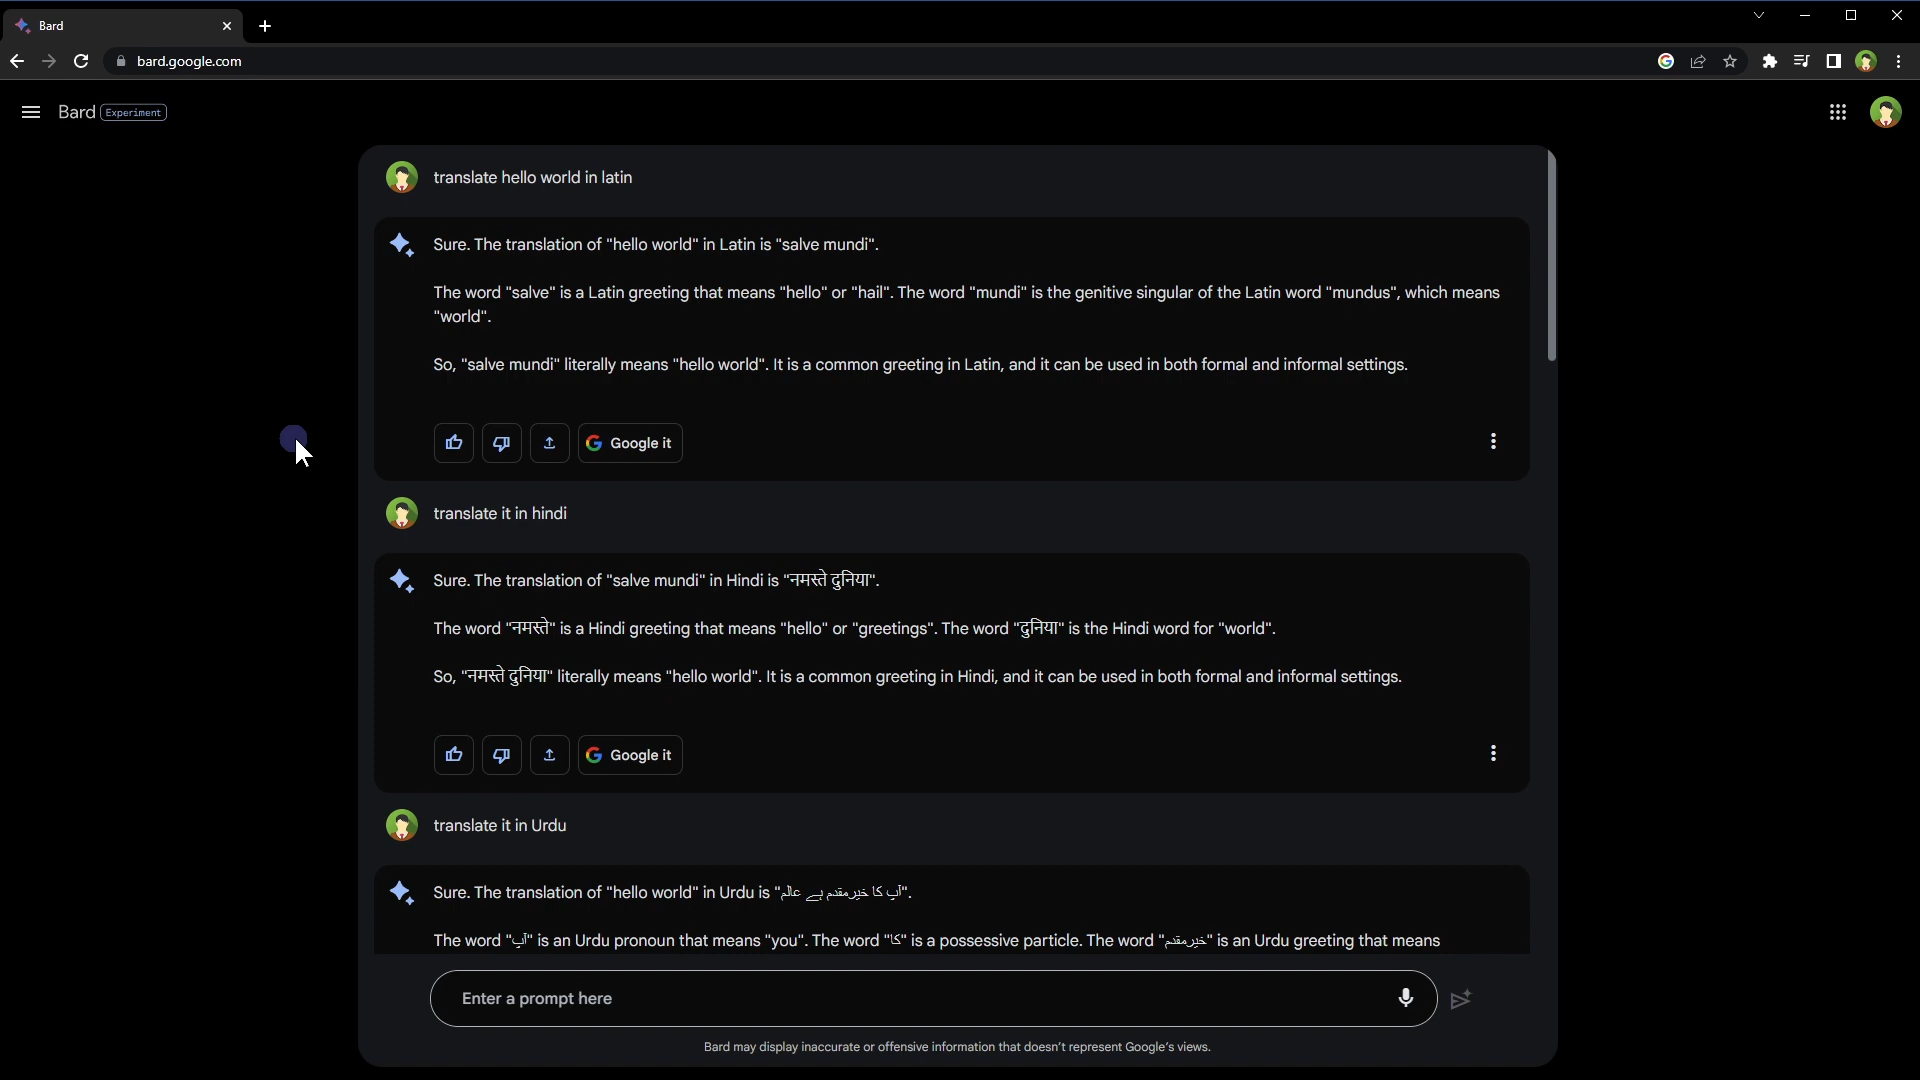 Bard
bard.google.com
Bard Experiment
translate hello world in latin
Sure. The translation of "hello world" in Latin is "salve mundi".
The word "salve" is a Latin greeting that means "hello" or "hail". The word "mundi" is the genitive singular of the Latin word "mundus", which means
"world".
So, "salve mundi" literally means "hello world". It is a common greeting in Latin, and it can be used in both formal and informal settings.
Google it
translate it in hindi
Sure. The translation of "salve mundi" in Hindi is "नमस्ते दुनिया".
The word "नमस्ते" is a Hindi greeting that means "hello" or "greetings". The word "दुनिया" is the Hindi word for "world".
So, "नमस्ते दुनिया" literally means "hello world". It is a common greeting in Hindi, and it can be used in both formal and informal settings.
Google it
translate it in Urdu
Sure. The translation of "hello world" in Urdu is "آپ کا خیرمقدم ہے عالم".
The word "آپ" is an Urdu pronoun that means "you". The word "کا" is a possessive particle. The word "خیرمقدم" is an Urdu greeting that means
Enter a prompt here
Bard may display inaccurate or offensive information that doesn't represent Google's views.